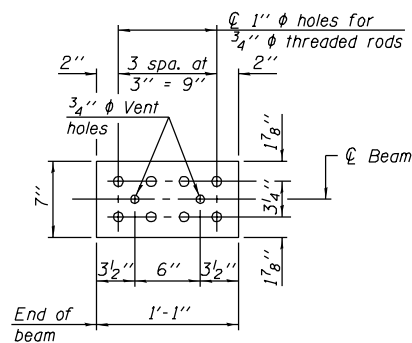 ℄ 1" ϕ holes for
3/4" ϕ threaded rods
2"
3 spa. at
3" = 9"
2"
3/4" ϕ Vent
holes
1 7/8"
℄ Beam
7"
3 1/4"
3 1/2"
6"
3 1/2"
1 7/8"
End of
beam
1'-1"